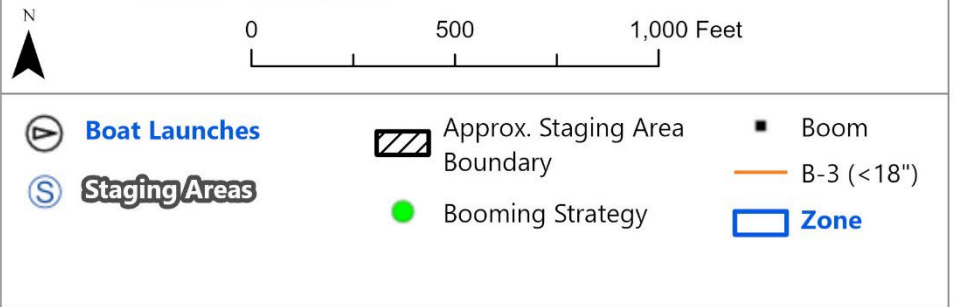 N
0 500 1,000 Feet
Boat Launches
S Staging Areas
Approx. Staging Area
Boundary
Booming Strategy
Boom
B-3 (<18")
Zone